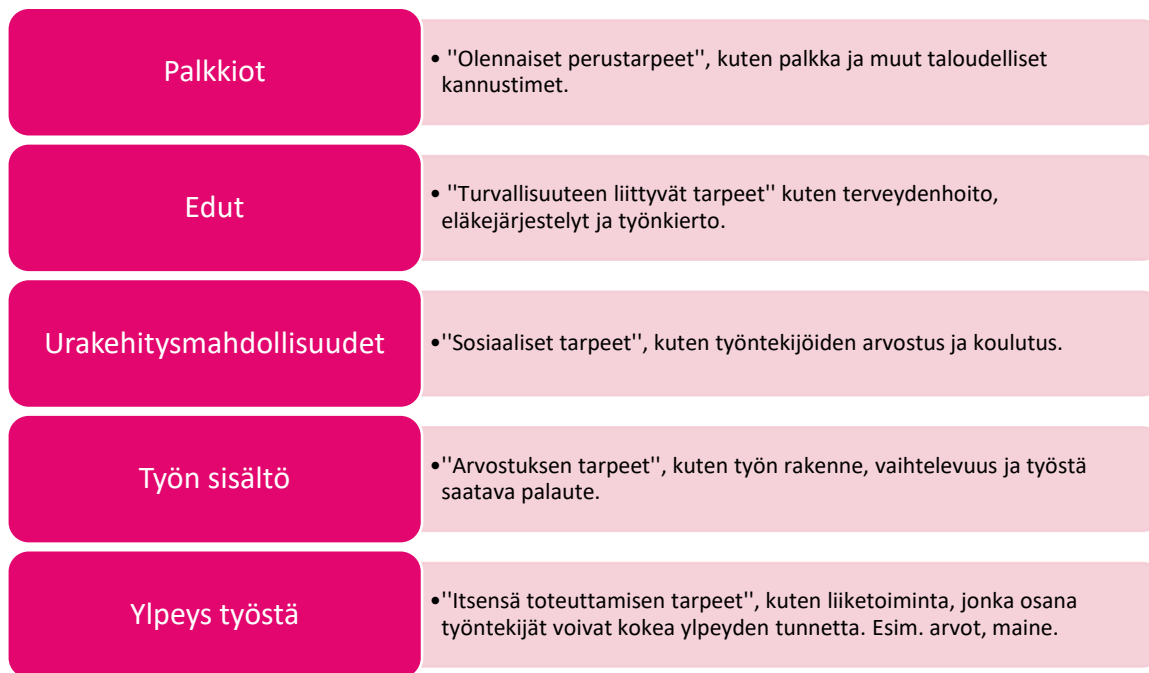 Palkkiot
• "Olennaiset perustarpeet", kuten palkka ja muut taloudelliset
kannustimet.
Edut
• "Turvallisuuteen liittyvät tarpeet" kuten terveydenhoito,
eläkejärjestelyt ja työnkierto.
Urakehitysmahdollisuudet
•"Sosiaaliset tarpeet", kuten työntekijöiden arvostus ja koulutus.
Työn sisältö
•"Arvostuksen tarpeet", kuten työn rakenne, vaihtelevuus ja työstä
saatava palaute.
Ylpeys työstä
•"Itsensä toteuttamisen tarpeet", kuten liiketoiminta, jonka osana
työntekijät voivat kokea ylpeyden tunnetta. Esim. arvot, maine.